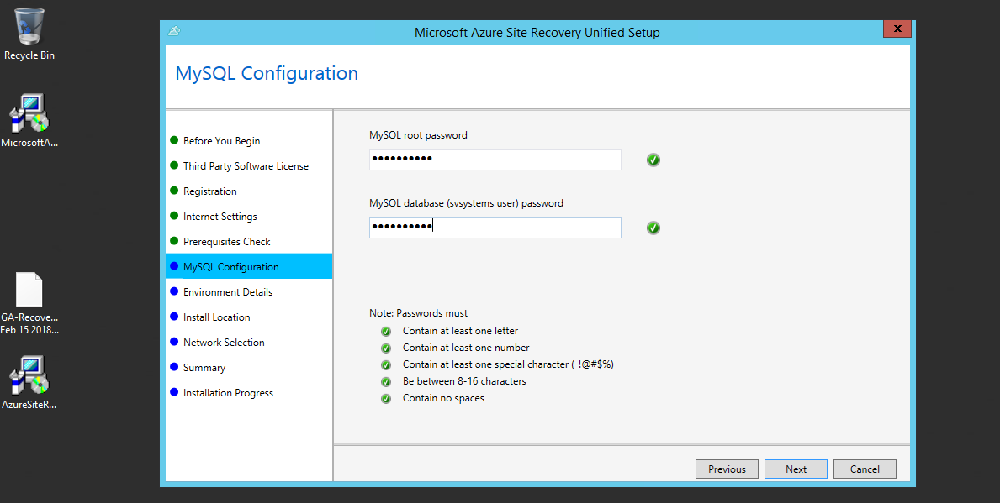 Recycle Bin
MicrosoftA...
GA-Recove...
Feb 15 2018...
AzureSiteR...
Microsoft Azure Site Recovery Unified Setup
x
MySQL Configuration
Before You Begin
Third Party Software License
Registration
Internet Settings
Prerequisites Check
MySQL Configuration
Environment Details
Install Location
Network Selection
Summary
Installation Progress
MySQL root password
••••••••••
MySQL database (svsystems user) password
••••••••••
Note: Passwords must
Contain at least one letter
Contain at least one number
Contain at least one special character (_!@#$%)
Be between 8-16 characters
Contain no spaces
Previous
Next
Cancel